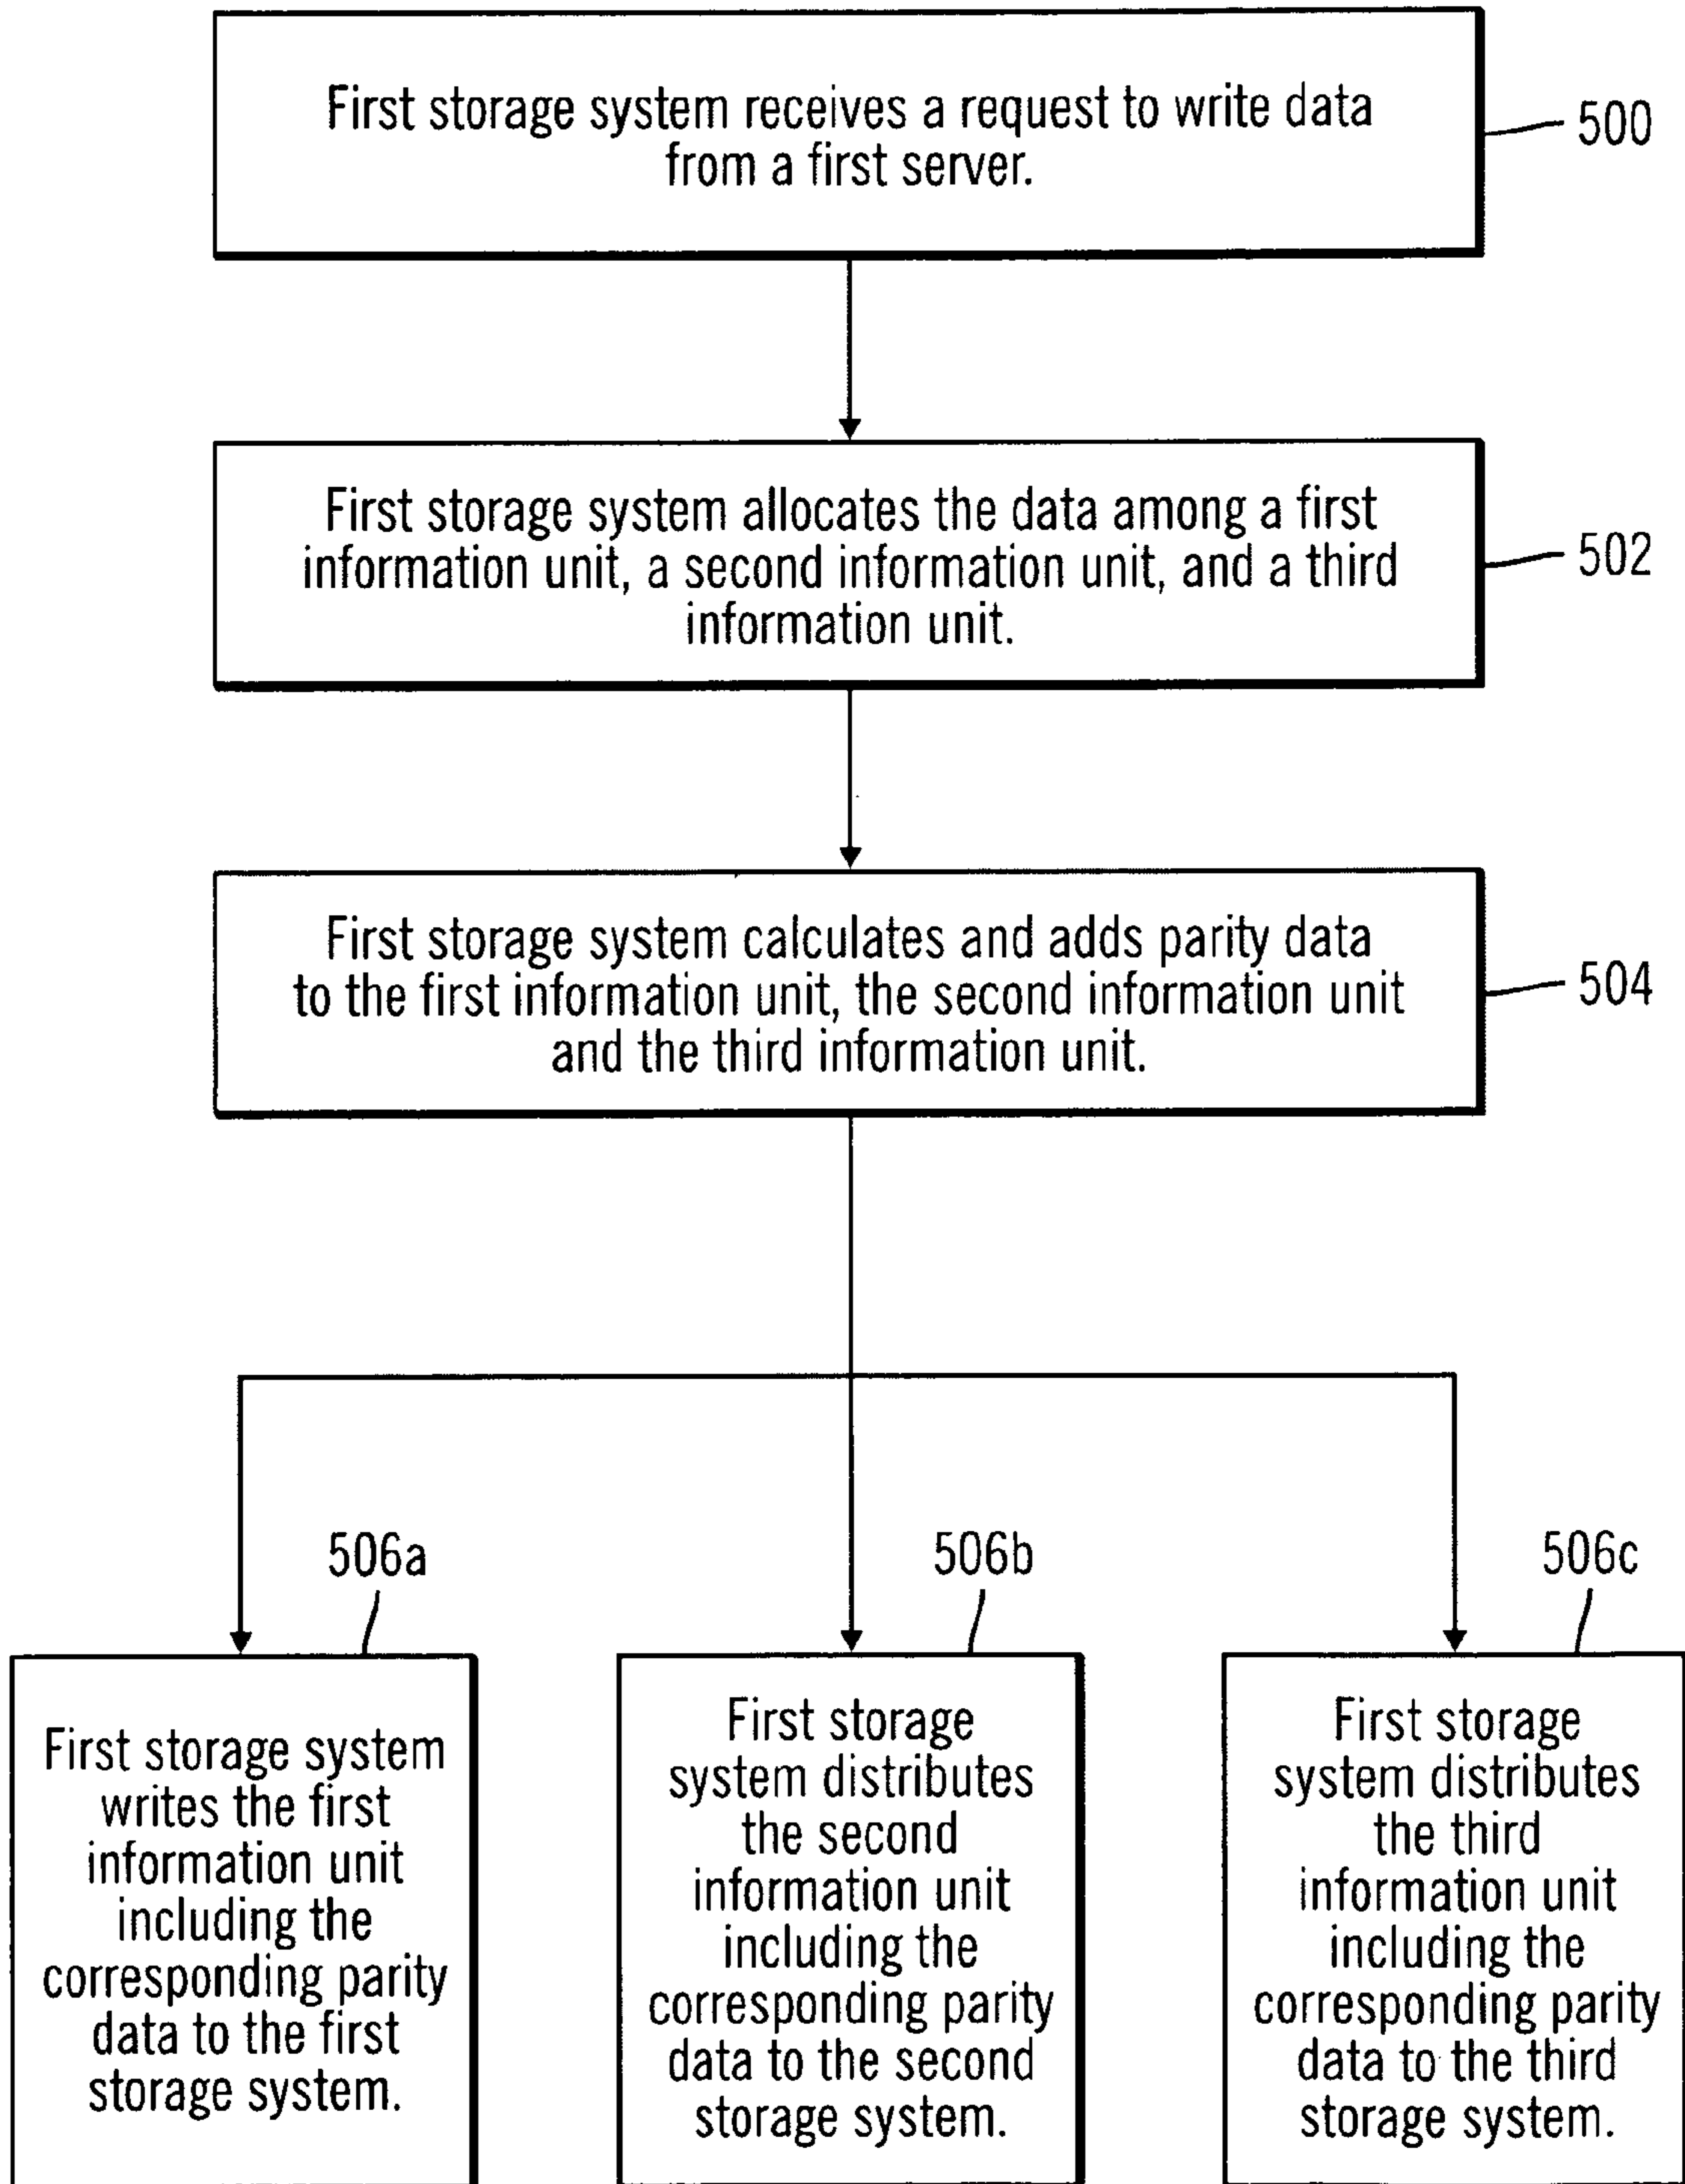 First storage system receives a request to write data
from a first server.
500
First storage system allocates the data among a first
information unit, a second information unit, and a third
information unit.
502
First storage system calculates and adds parity data
to the first information unit, the second information unit
and the third information unit.
504
506a
First storage system
writes the first
information unit
including the
corresponding parity
data to the first
storage system.
506b
First storage
system distributes
the second
information unit
including the
corresponding parity
data to the second
storage system.
506c
First storage
system distributes
the third
information unit
including the
corresponding parity
data to the third
storage system.